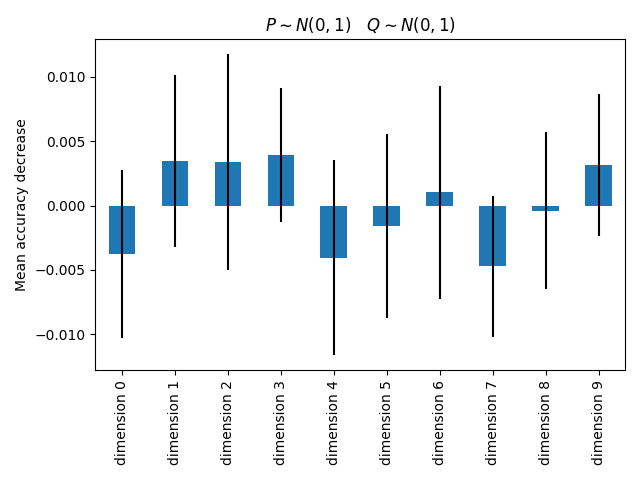 P ∼ N(0, 1)   Q ∼ N(0, 1)
Mean accuracy decrease
0.010
0.005
0.000
−0.005
−0.010
dimension 0
dimension 1
dimension 2
dimension 3
dimension 4
dimension 5
dimension 6
dimension 7
dimension 8
dimension 9